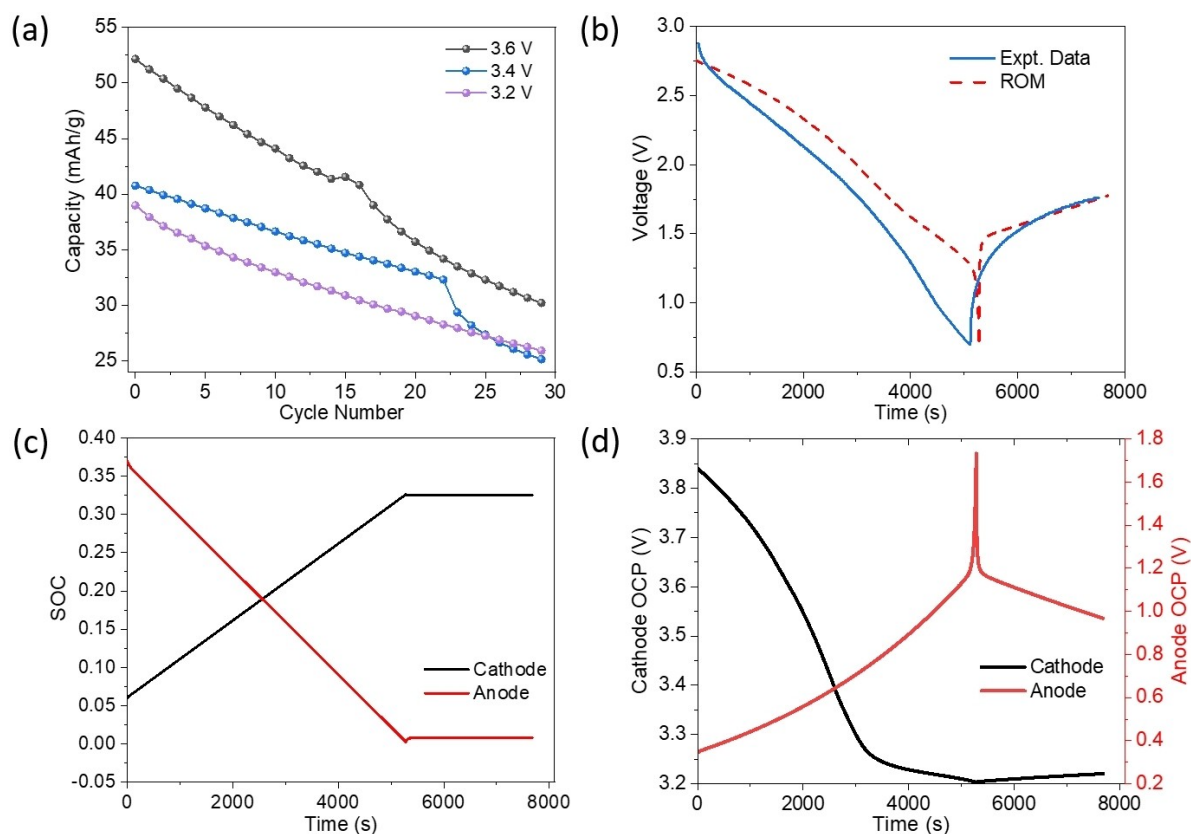 (a)
55
50
45
40
35
30
25
Capacity (mAh/g)
3.6 V
3.4 V
3.2 V
0 5 10 15 20 25 30
Cycle Number
(b)
3.0
2.5
2.0
1.5
1.0
0.5
Voltage (V)
Expt. Data
ROM
0 2000 4000 6000 8000
Time (s)
(c)
0.40
0.35
0.30
0.25
0.20
0.15
0.10
0.05
0.00
-0.05
SOC
Cathode
Anode
0 2000 4000 6000 8000
Time (s)
(d)
3.9
3.8
3.7
3.6
3.5
3.4
3.3
3.2
Cathode OCP (V)
Cathode
Anode
1.8
1.6
1.4
1.2
1.0
0.8
0.6
0.4
0.2
Anode OCP (V)
0 2000 4000 6000 8000
Time (s)